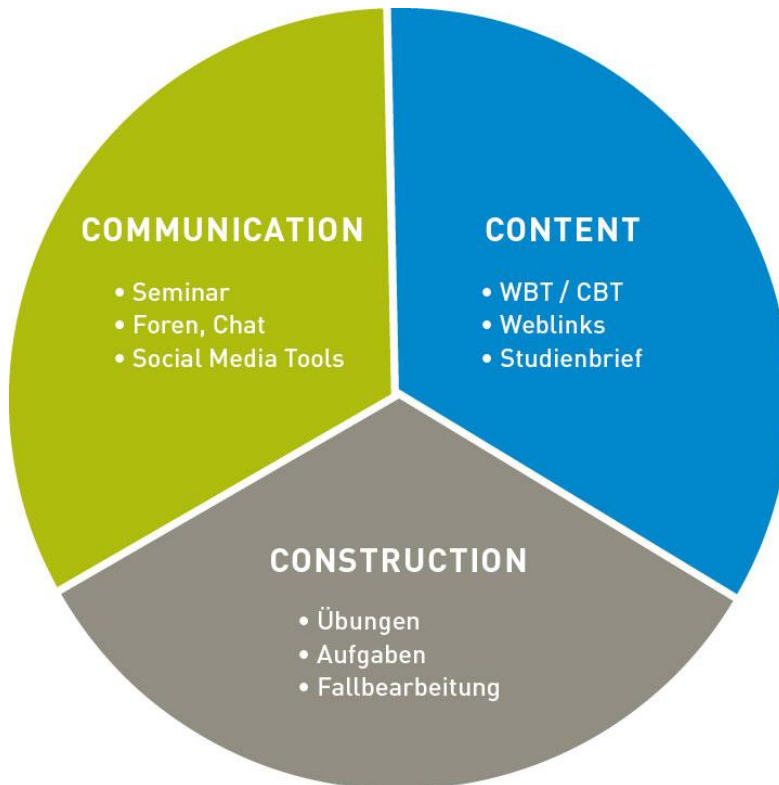 COMMUNICATION
• Seminar
• Foren, Chat
• Social Media Tools
CONTENT
• WBT / CBT
• Weblinks
• Studienbrief
CONSTRUCTION
• Übungen
• Aufgaben
• Fallbearbeitung